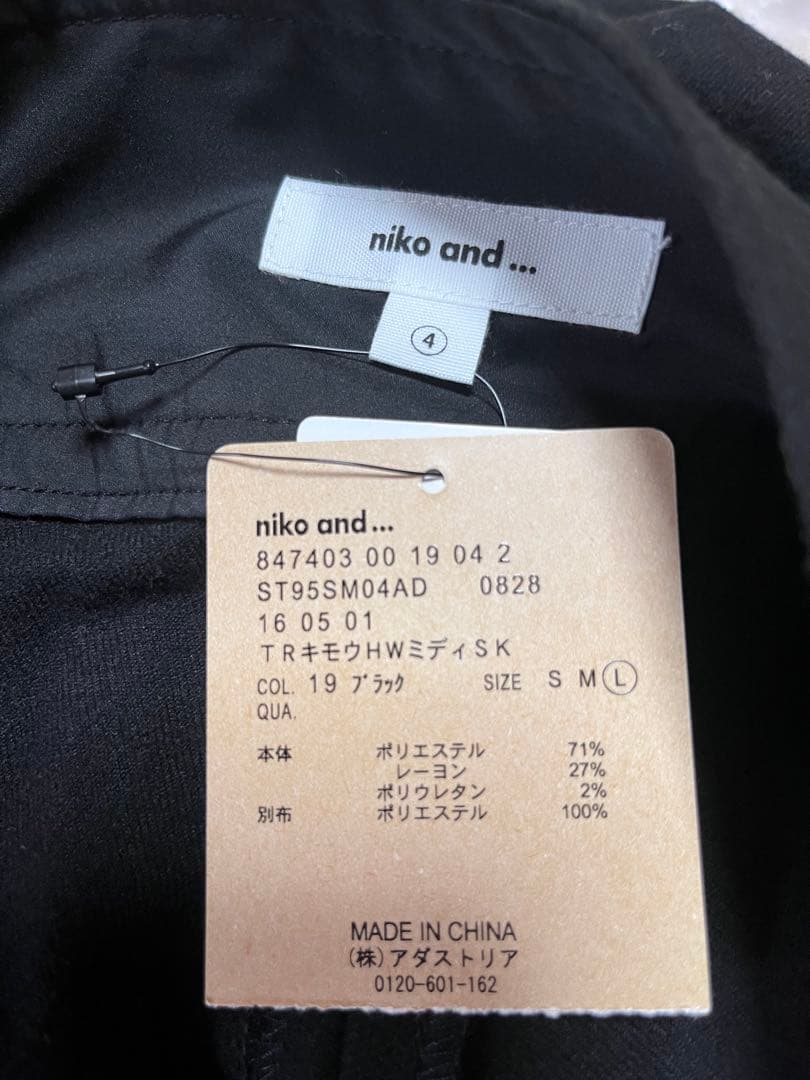 niko and ...
4
niko and ...
847403 00 19 04 2
ST95SM04AD 0828
16 05 01
TRキモウHWミディSK
COL. 19 ブラック SIZE S M L
QUA.
本体 ポリエステル 71%
レーヨン 27%
ポリウレタン 2%
別布 ポリエステル 100%
MADE IN CHINA
(株)アダストリア
0120-601-162